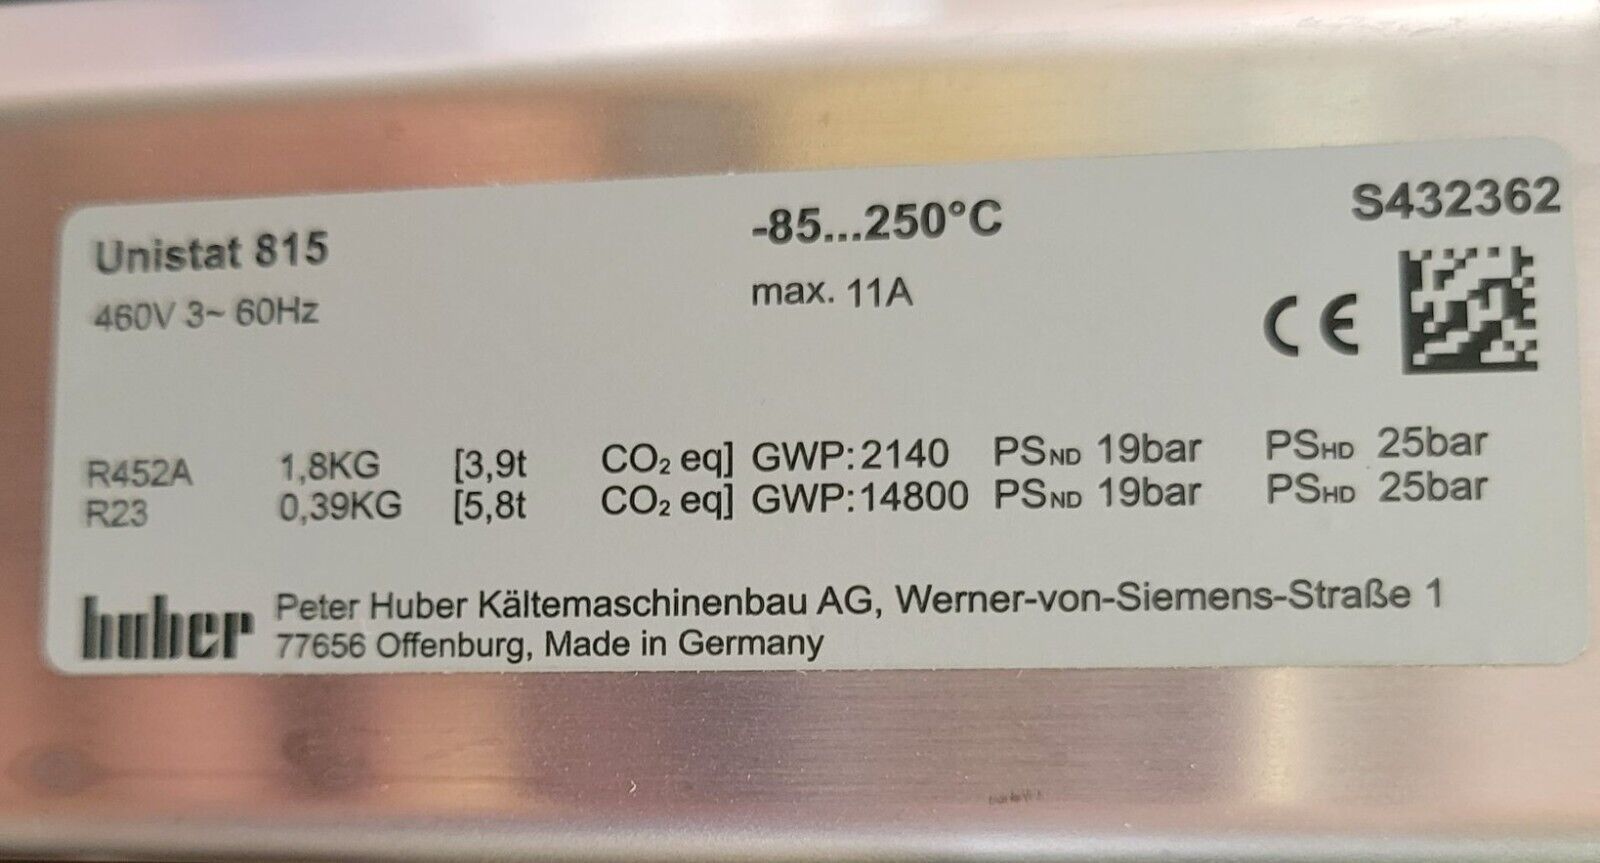 Unistat 815 -85...250°C S432362
460V 3~ 60Hz max. 11A CE
R452A 1,8KG [3,9t CO₂ eq] GWP:2140 PSND 19bar PSHD 25bar
R23 0,39KG [5,8t CO₂ eq] GWP:14800 PSND 19bar PSHD 25bar
huber Peter Huber Kältemaschinenbau AG, Werner-von-Siemens-Straße 1
77656 Offenburg, Made in Germany